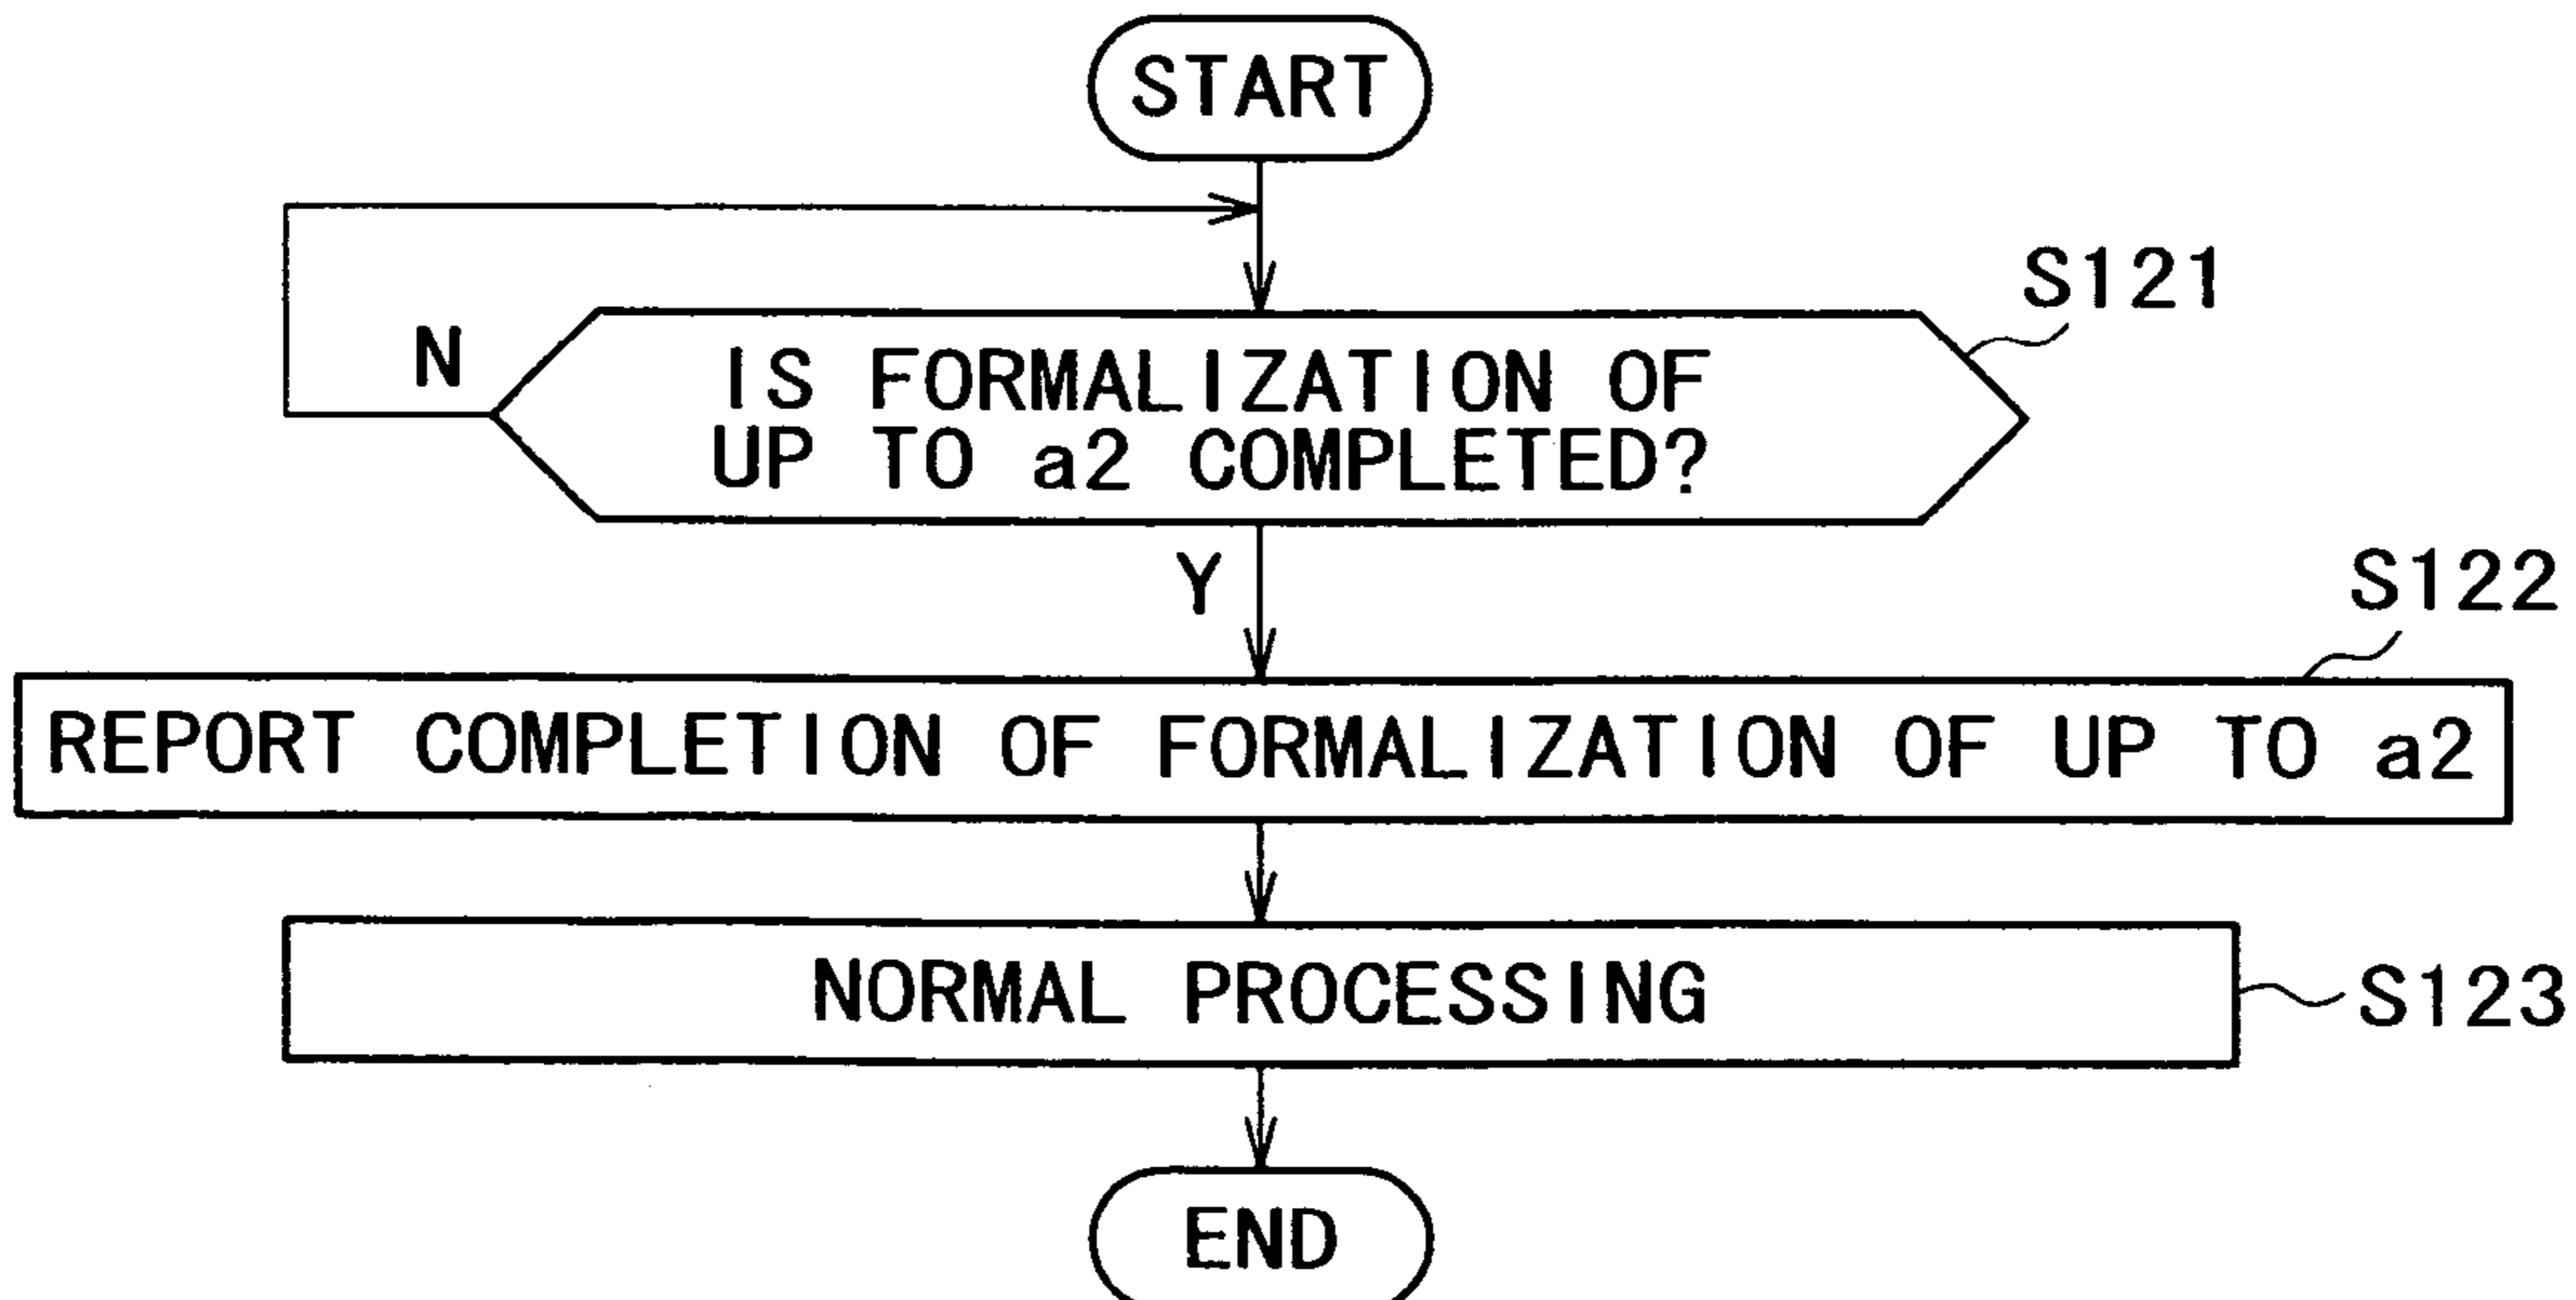 START
S121
N
IS FORMALIZATION OF
UP TO a2 COMPLETED?
Y
S122
REPORT COMPLETION OF FORMALIZATION OF UP TO a2
NORMAL PROCESSING
S123
END